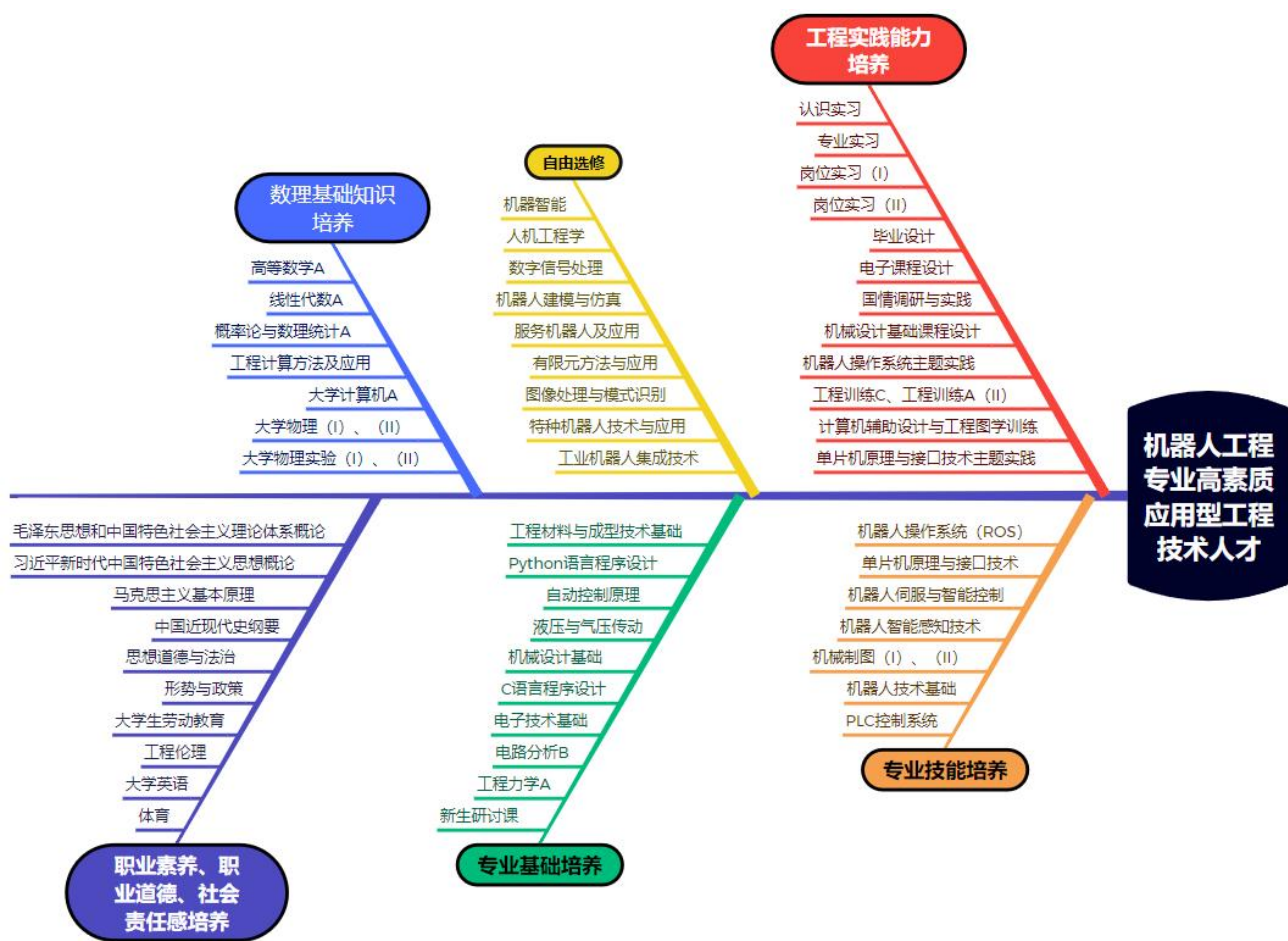 工程实践能力
培养
认识实习
专业实习
岗位实习（I）
岗位实习（II）
毕业设计
电子课程设计
国情调研与实践
机械设计基础课程设计
机器人操作系统主题实践
工程训练C、工程训练A（II）
计算机辅助设计与工程图学训练
单片机原理与接口技术主题实践
自由选修
机器智能
人机工程学
数字信号处理
机器人建模与仿真
服务机器人及应用
有限元方法与应用
图像处理与模式识别
特种机器人技术与应用
工业机器人集成技术
数理基础知识
培养
高等数学A
线性代数A
概率论与数理统计A
工程计算方法及应用
大学计算机A
大学物理（I）、（II）
大学物理实验（I）、（II）
机器人工程
专业高素质
应用型工程
技术人才
毛泽东思想和中国特色社会主义理论体系概论
习近平新时代中国特色社会主义思想概论
马克思主义基本原理
中国近现代史纲要
思想道德与法治
形势与政策
大学生劳动教育
工程伦理
大学英语
体育
职业素养、职
业道德、社会
责任感培养
工程材料与成型技术基础
Python语言程序设计
自动控制原理
液压与气压传动
机械设计基础
C语言程序设计
电子技术基础
电路分析B
工程力学A
新生研讨课
专业基础培养
机器人操作系统（ROS）
单片机原理与接口技术
机器人伺服与智能控制
机器人智能感知技术
机械制图（I）、（II）
机器人技术基础
PLC控制系统
专业技能培养